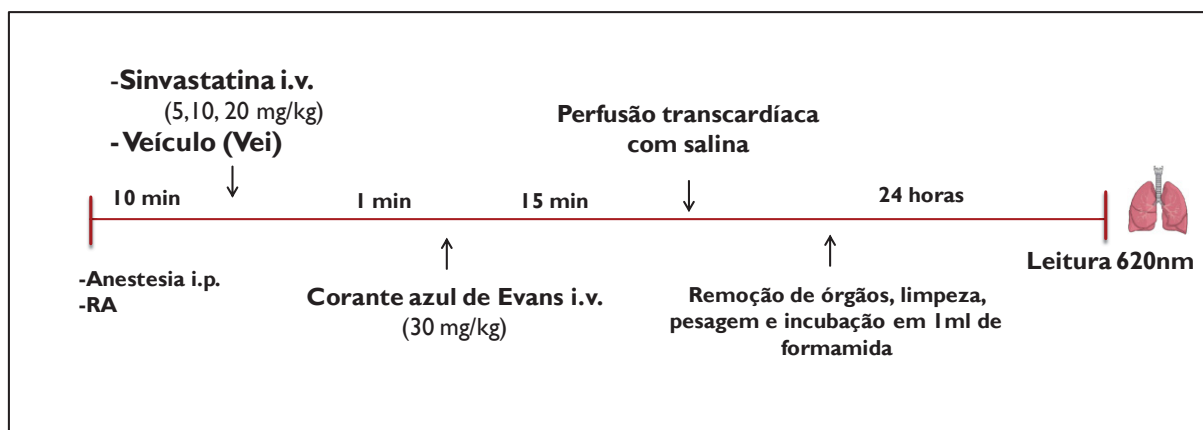 -Sinvastatina i.v.
(5,10, 20 mg/kg)
- Veículo (Vei)
Perfusão transcardíaca
com salina
10 min
1 min
15 min
24 horas
-Anestesia i.p.
-RA
Corante azul de Evans i.v.
(30 mg/kg)
Remoção de órgãos, limpeza,
pesagem e incubação em 1ml de
formamida
Leitura 620nm